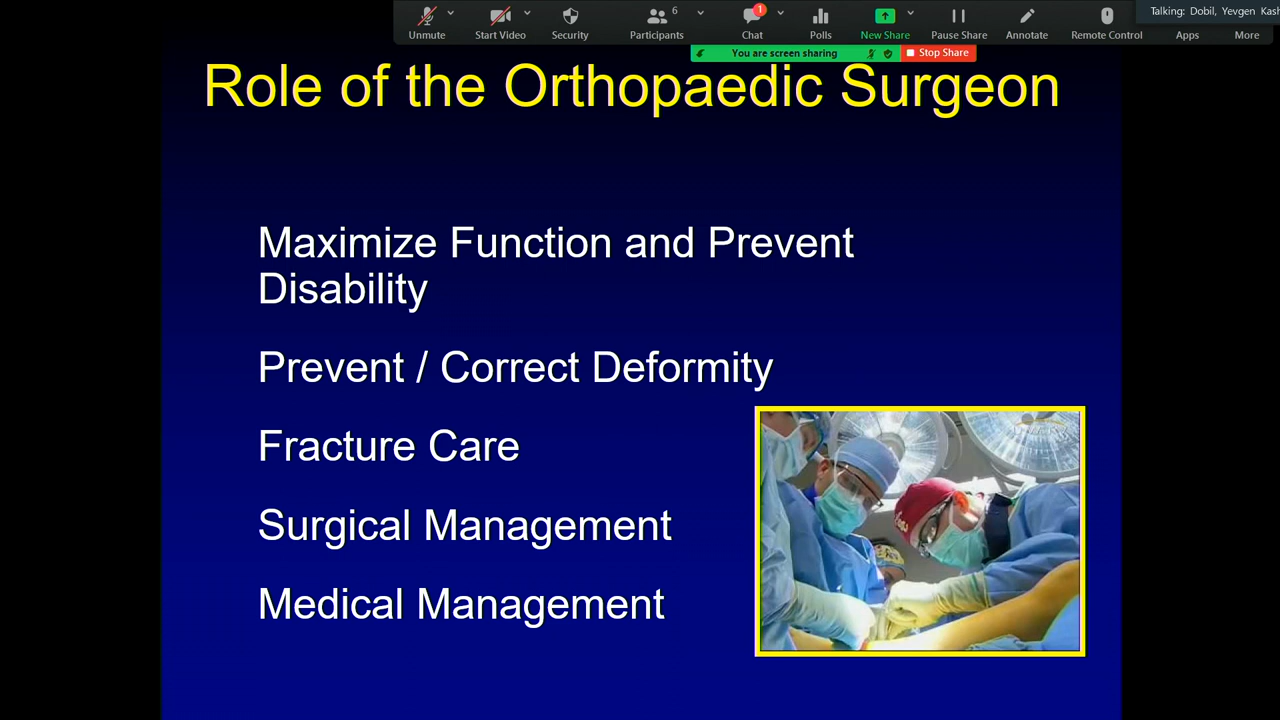 Talking: Dobil, Yevgen Kash
6
1
Unmute
Start Video
Security
Participants
Chat
Polls
New Share
Pause Share
Annotate
Remote Control
Apps
More
You are screen sharing
Stop Share
Role of the Orthopaedic Surgeon
Maximize Function and Prevent
Disability
Prevent / Correct Deformity
Fracture Care
Surgical Management
Medical Management